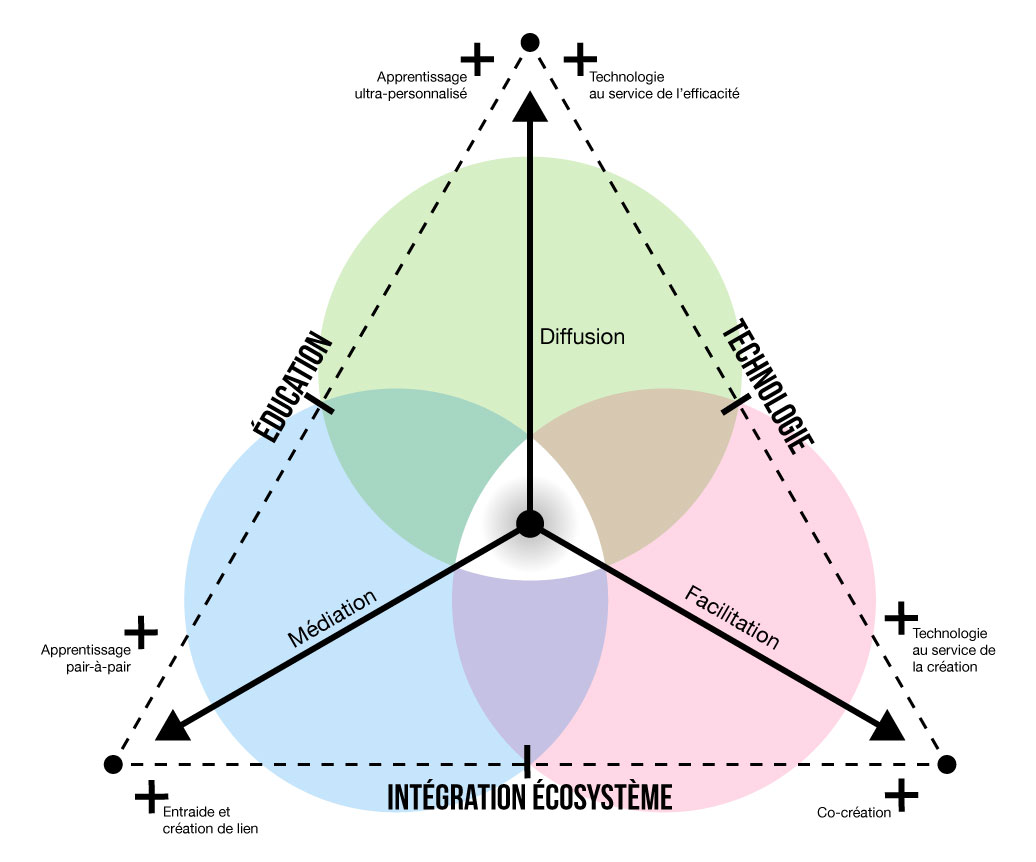 Apprentissage
ultra-personnalisé
Technologie
au service de l'efficacité
Diffusion
ÉDUCATION
TECHNOLOGIE
Médiation
Facilitation
Apprentissage
pair-à-pair
Technologie
au service de
la création
INTÉGRATION ÉCOSYSTÈME
Entraide et
création de lien
Co-création